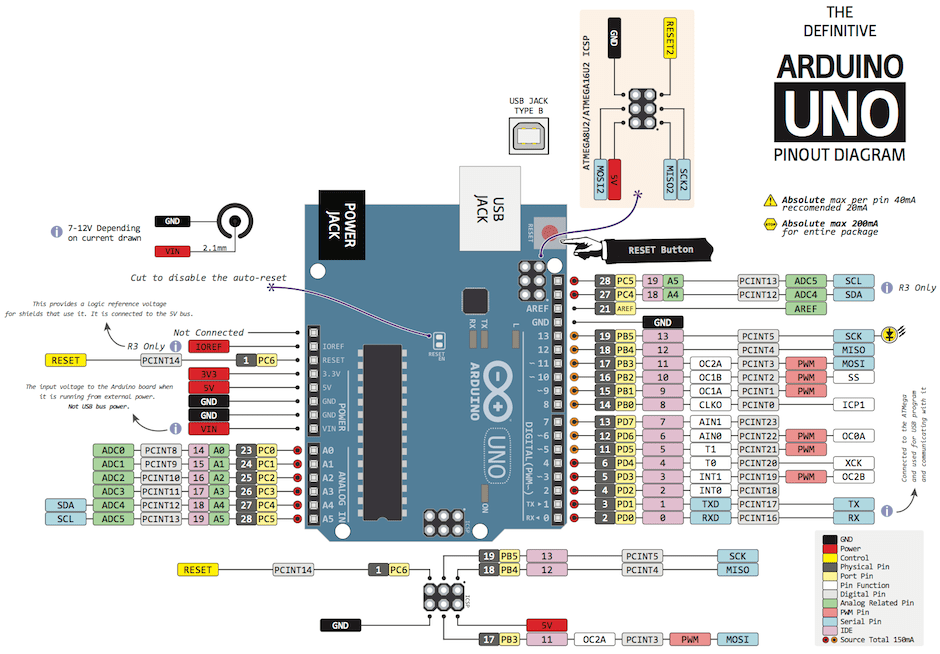 THE
DEFINITIVE
ARDUINO
UNO
PINOUT DIAGRAM
Absolute max per pin 40mA
reccomended 20mA
Absolute max 200mA
for entire package
ATMEGA8U2/ATMEGA16U2 ICSP
GND
RESET2
MOSI2
5V
MISO2
SCK2
USB JACK
TYPE B
USB
JACK
POWER
JACK
RESET
RESET Button
GND
VIN
2.1mm
7-12V Depending
on current drawn
Cut to disable the auto-reset
This provides a logic reference voltage
for shields that use it. It is connected to the 5V bus.
Not Connected
R3 Only IOREF
RESET PCINT14 1 PC6
The input voltage to the Arduino board when
it is running from external power.
Not USB bus power.
3V3
5V
GND
GND
VIN
ADC0 PCINT8 14 A0 23 PC0
ADC1 PCINT9 15 A1 24 PC1
ADC2 PCINT10 16 A2 25 PC2
ADC3 PCINT11 17 A3 26 PC3
SDA ADC4 PCINT12 18 A4 27 PC4
SCL ADC5 PCINT13 19 A5 28 PC5
IOREF
RESET
3.3V
5V
GND
GND
VIN
POWER
A0
A1
A2
A3
A4
A5
ANALOG IN
RX
TX
L
RESET
EN
ARDUINO
UNO
ON
ICSP
AREF
GND
13
12
~ 11
~ 10
~ 9
8
7
~6
~5
4
~3
2
TX 1
RX 0
DIGITAL (PWM~)
28 PC5 19 A5 PCINT13 ADC5 SCL
27 PC4 18 A4 PCINT12 ADC4 SDA
R3 Only
21 AREF AREF
GND
19 PB5 13 PCINT5 SCK
18 PB4 12 PCINT4 MISO
17 PB3 11 OC2A PCINT3 PWM MOSI
16 PB2 10 OC1B PCINT2 PWM SS
15 PB1 9 OC1A PCINT1 PWM
14 PB0 8 CLKO PCINT0 ICP1
13 PD7 7 AIN1 PCINT23
12 PD6 6 AIN0 PCINT22 PWM OC0A
11 PD5 5 T1 PCINT21 PWM
6 PD4 4 T0 PCINT20 XCK
5 PD3 3 INT1 PCINT19 PWM OC2B
4 PD2 2 INT0 PCINT18
3 PD1 1 TXD PCINT17 TX
2 PD0 0 RXD PCINT16 RX
Connected to the ATMega
and used for USB program
and communicating with it
RESET PCINT14 1 PC6
19 PB5 13 PCINT5 SCK
18 PB4 12 PCINT4 MISO
ICSP
GND
5V
17 PB3 11 OC2A PCINT3 PWM MOSI
GND
Power
Control
Physical Pin
Port Pin
Pin Function
Digital Pin
Analog Related Pin
PWM Pin
Serial Pin
IDE
Source Total 150mA